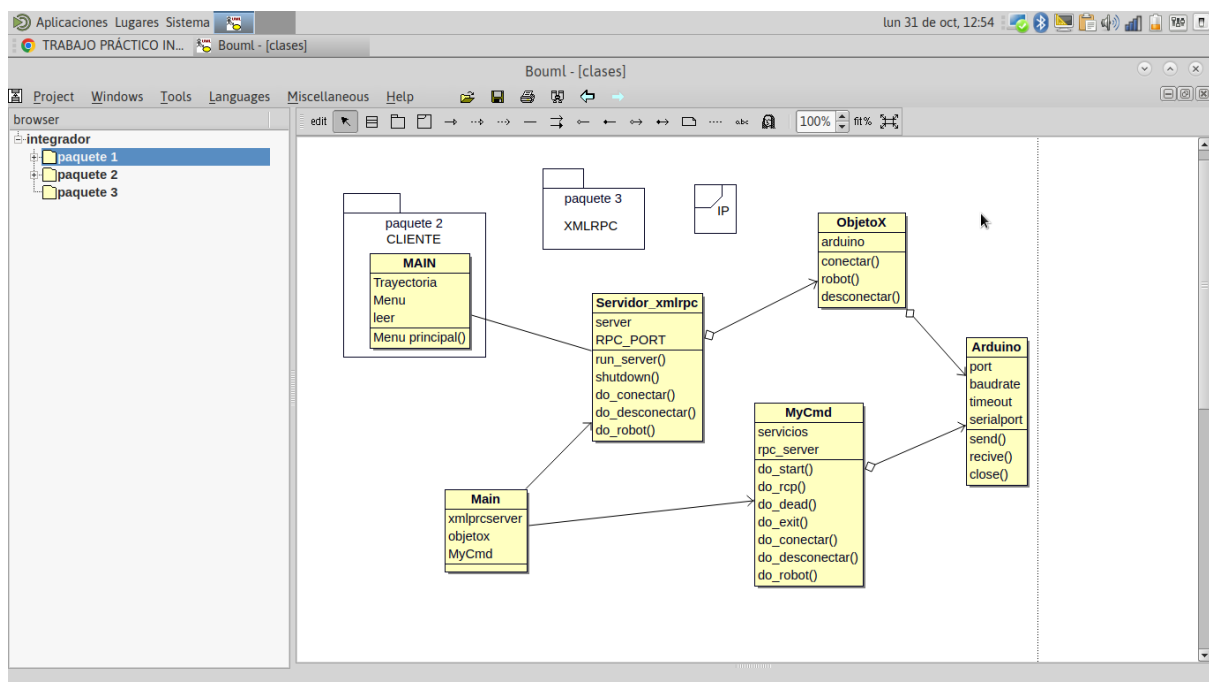 Aplicaciones Lugares Sistema
lun 31 de oct, 12:54
TRABAJO PRÁCTICO IN... Bouml - [clases]
Bouml - [clases]
Project Windows Tools Languages Miscellaneous Help
browser
edit
abc
100%
fit%
integrador
paquete 1
paquete 2
paquete 3
paquete 2
CLIENTE
MAIN
Trayectoria
Menu
leer
Menu principal()
paquete 3
XMLRPC
IP
ObjetoX
arduino
conectar()
robot()
desconectar()
Servidor_xmlrpc
server
RPC_PORT
run_server()
shutdown()
do_conectar()
do_desconectar()
do_robot()
Arduino
port
baudrate
timeout
serialport
send()
recive()
close()
MyCmd
servicios
rpc_server
do_start()
do_rcp()
do_dead()
do_exit()
do_conectar()
do_desconectar()
do_robot()
Main
xmlprcserver
objetox
MyCmd